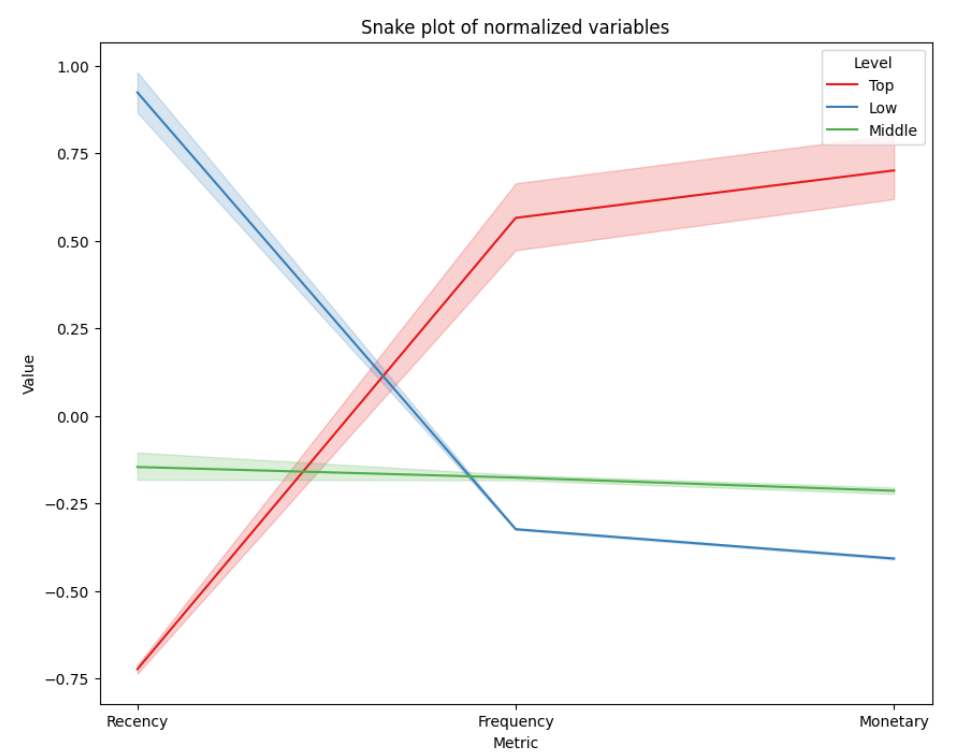 Snake plot of normalized variables
Level
Top
Low
Middle
1.00
0.75
0.50
0.25
0.00
−0.25
−0.50
−0.75
Value
Recency Frequency Monetary
Metric